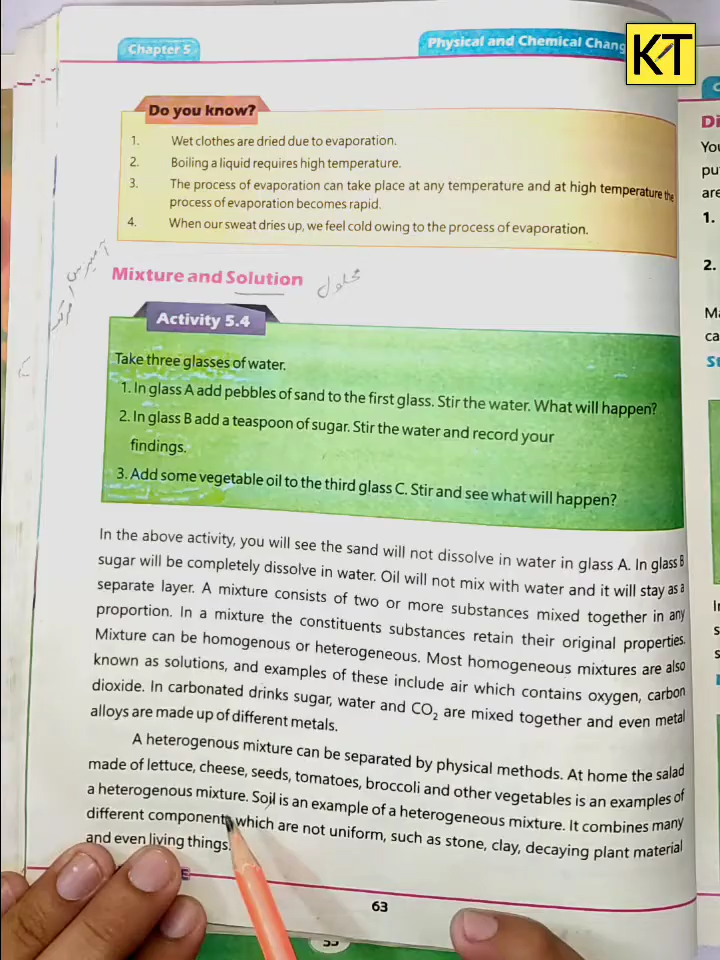 Chapter 5
Physical and Chemical Chang
KT
Do you know?
1. Wet clothes are dried due to evaporation.
2. Boiling a liquid requires high temperature.
3. The process of evaporation can take place at any temperature and at high temperature the
process of evaporation becomes rapid.
4. When our sweat dries up, we feel cold owing to the process of evaporation.
Mixture and Solution
محلول
Activity 5.4
Take three glasses of water.
1. In glass A add pebbles of sand to the first glass. Stir the water. What will happen?
2. In glass B add a teaspoon of sugar. Stir the water and record your
findings.
3. Add some vegetable oil to the third glass C. Stir and see what will happen?
In the above activity, you will see the sand will not dissolve in water in glass A. In glass B
sugar will be completely dissolve in water. Oil will not mix with water and it will stay as a
separate layer. A mixture consists of two or more substances mixed together in any
proportion. In a mixture the constituents substances retain their original properties.
Mixture can be homogenous or heterogeneous. Most homogeneous mixtures are also
known as solutions, and examples of these include air which contains oxygen, carbon
dioxide. In carbonated drinks sugar, water and CO₂ are mixed together and even metal
alloys are made up of different metals.
A heterogenous mixture can be separated by physical methods. At home the salad
made of lettuce, cheese, seeds, tomatoes, broccoli and other vegetables is an examples of
a heterogenous mixture. Soil is an example of a heterogeneous mixture. It combines many
different components which are not uniform, such as stone, clay, decaying plant material
and even living things.
63
Di
You
pu
are
1.
2.
Ma
ca
St